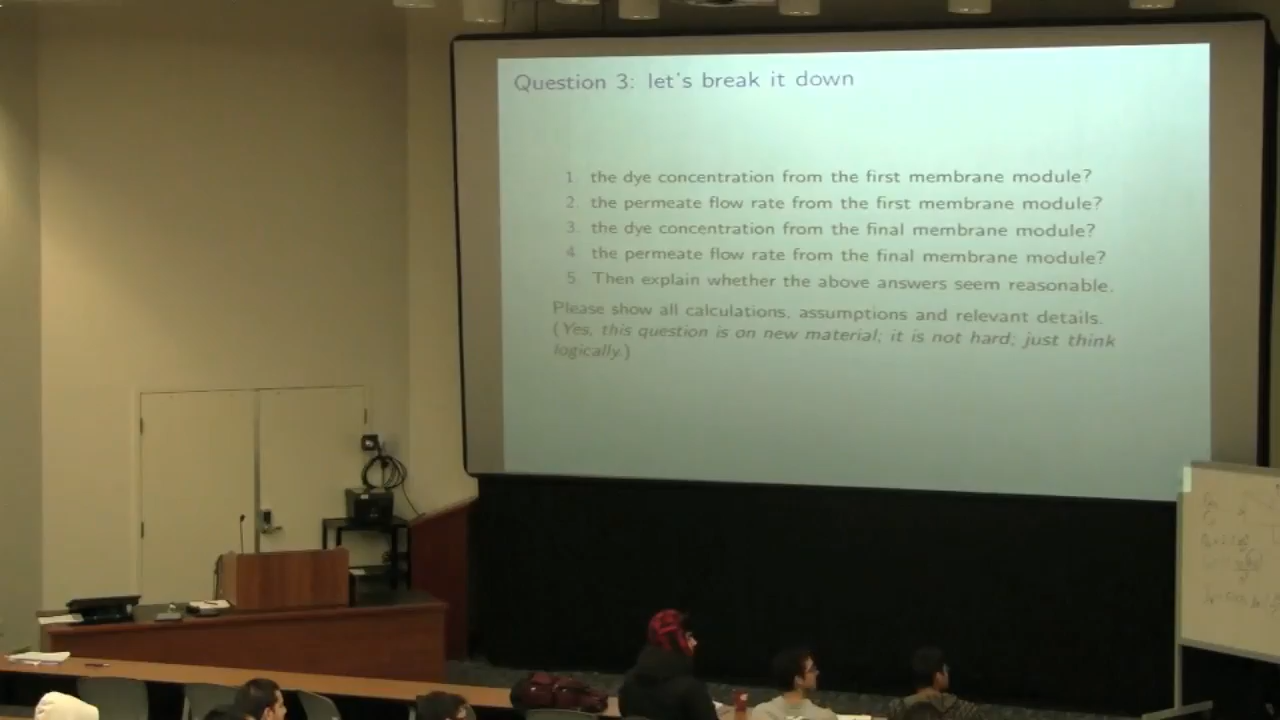 Question 3: let's break it down
1. the dye concentration from the first membrane module?
2. the permeate flow rate from the first membrane module?
3. the dye concentration from the final membrane module?
4. the permeate flow rate from the final membrane module?
5. Then explain whether the above answers seem reasonable.
Please show all calculations, assumptions and relevant details.
(Yes, this question is on new material; it is not hard; just think
logically.)